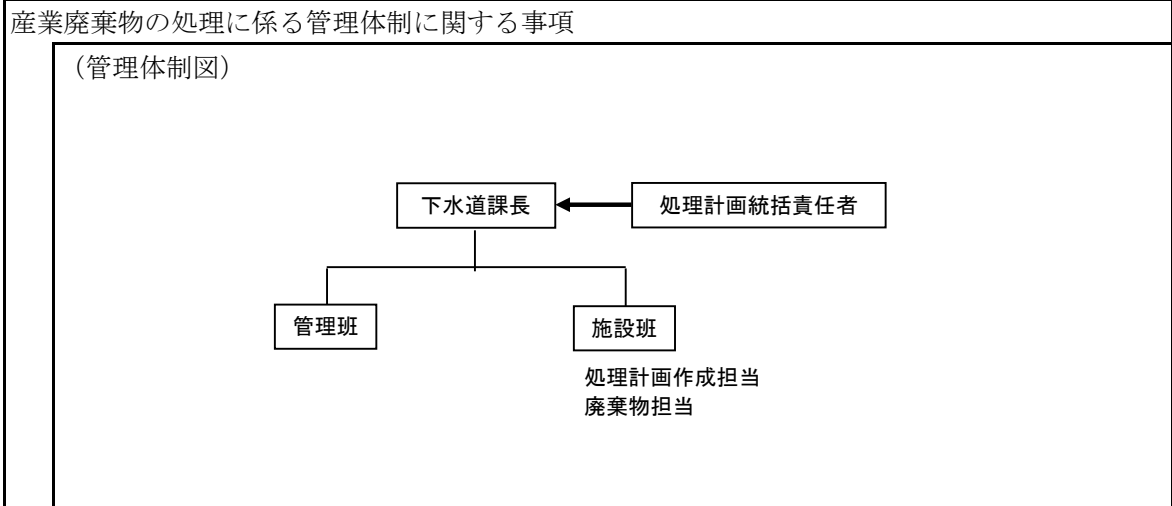 産業廃棄物の処理に係る管理体制に関する事項
（管理体制図）
下水道課長
処理計画統括責任者
管理班
施設班
処理計画作成担当
廃棄物担当